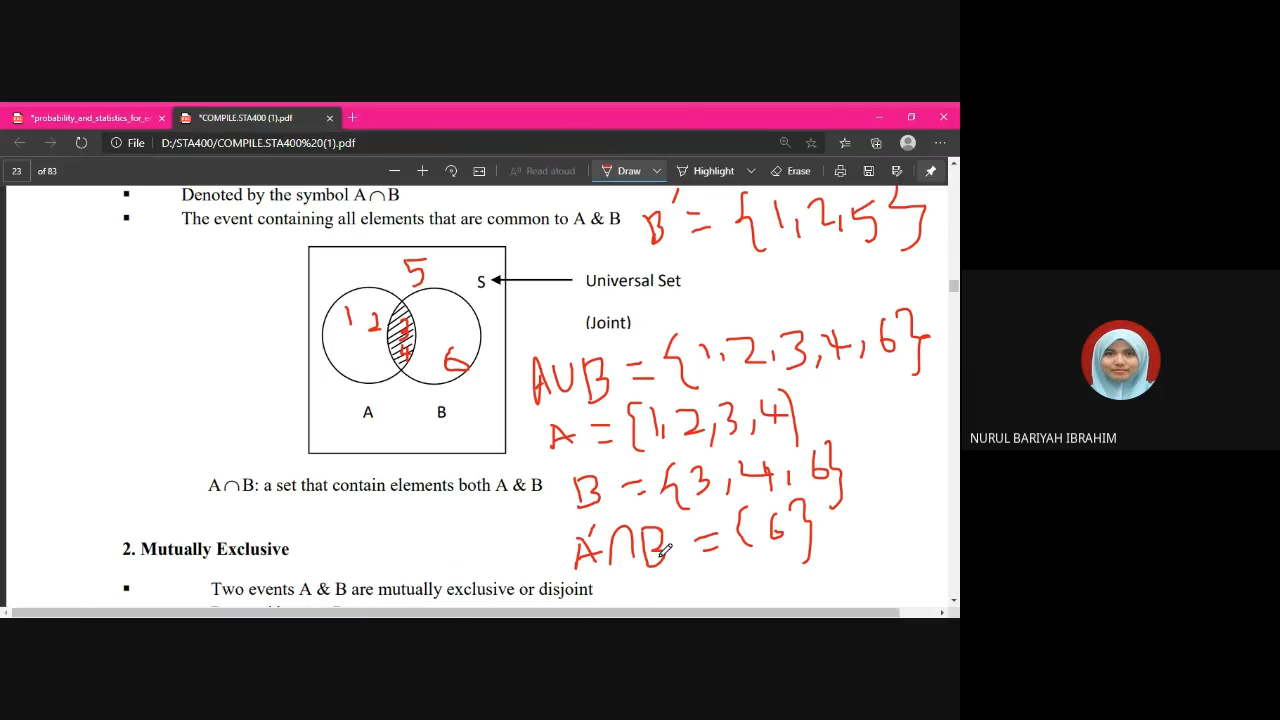 *probability_and_statistics_for_e
*COMPILE.STA400 (1).pdf
File D:/STA400/COMPILE.STA400%20(1).pdf
23 of 83 Read aloud Draw Highlight Erase
Denoted by the symbol A∩B
The event containing all elements that are common to A & B
B' = {1,2,5}
5
S
Universal Set
(Joint)
1 2 3 4 6
A B
A∪B = {1,2,3,4,6}
A = {1,2,3,4}
B = {3,4,6}
A∩B: a set that contain elements both A & B
A'∩B = {6}
2. Mutually Exclusive
Two events A & B are mutually exclusive or disjoint
NURUL BARIYAH IBRAHIM